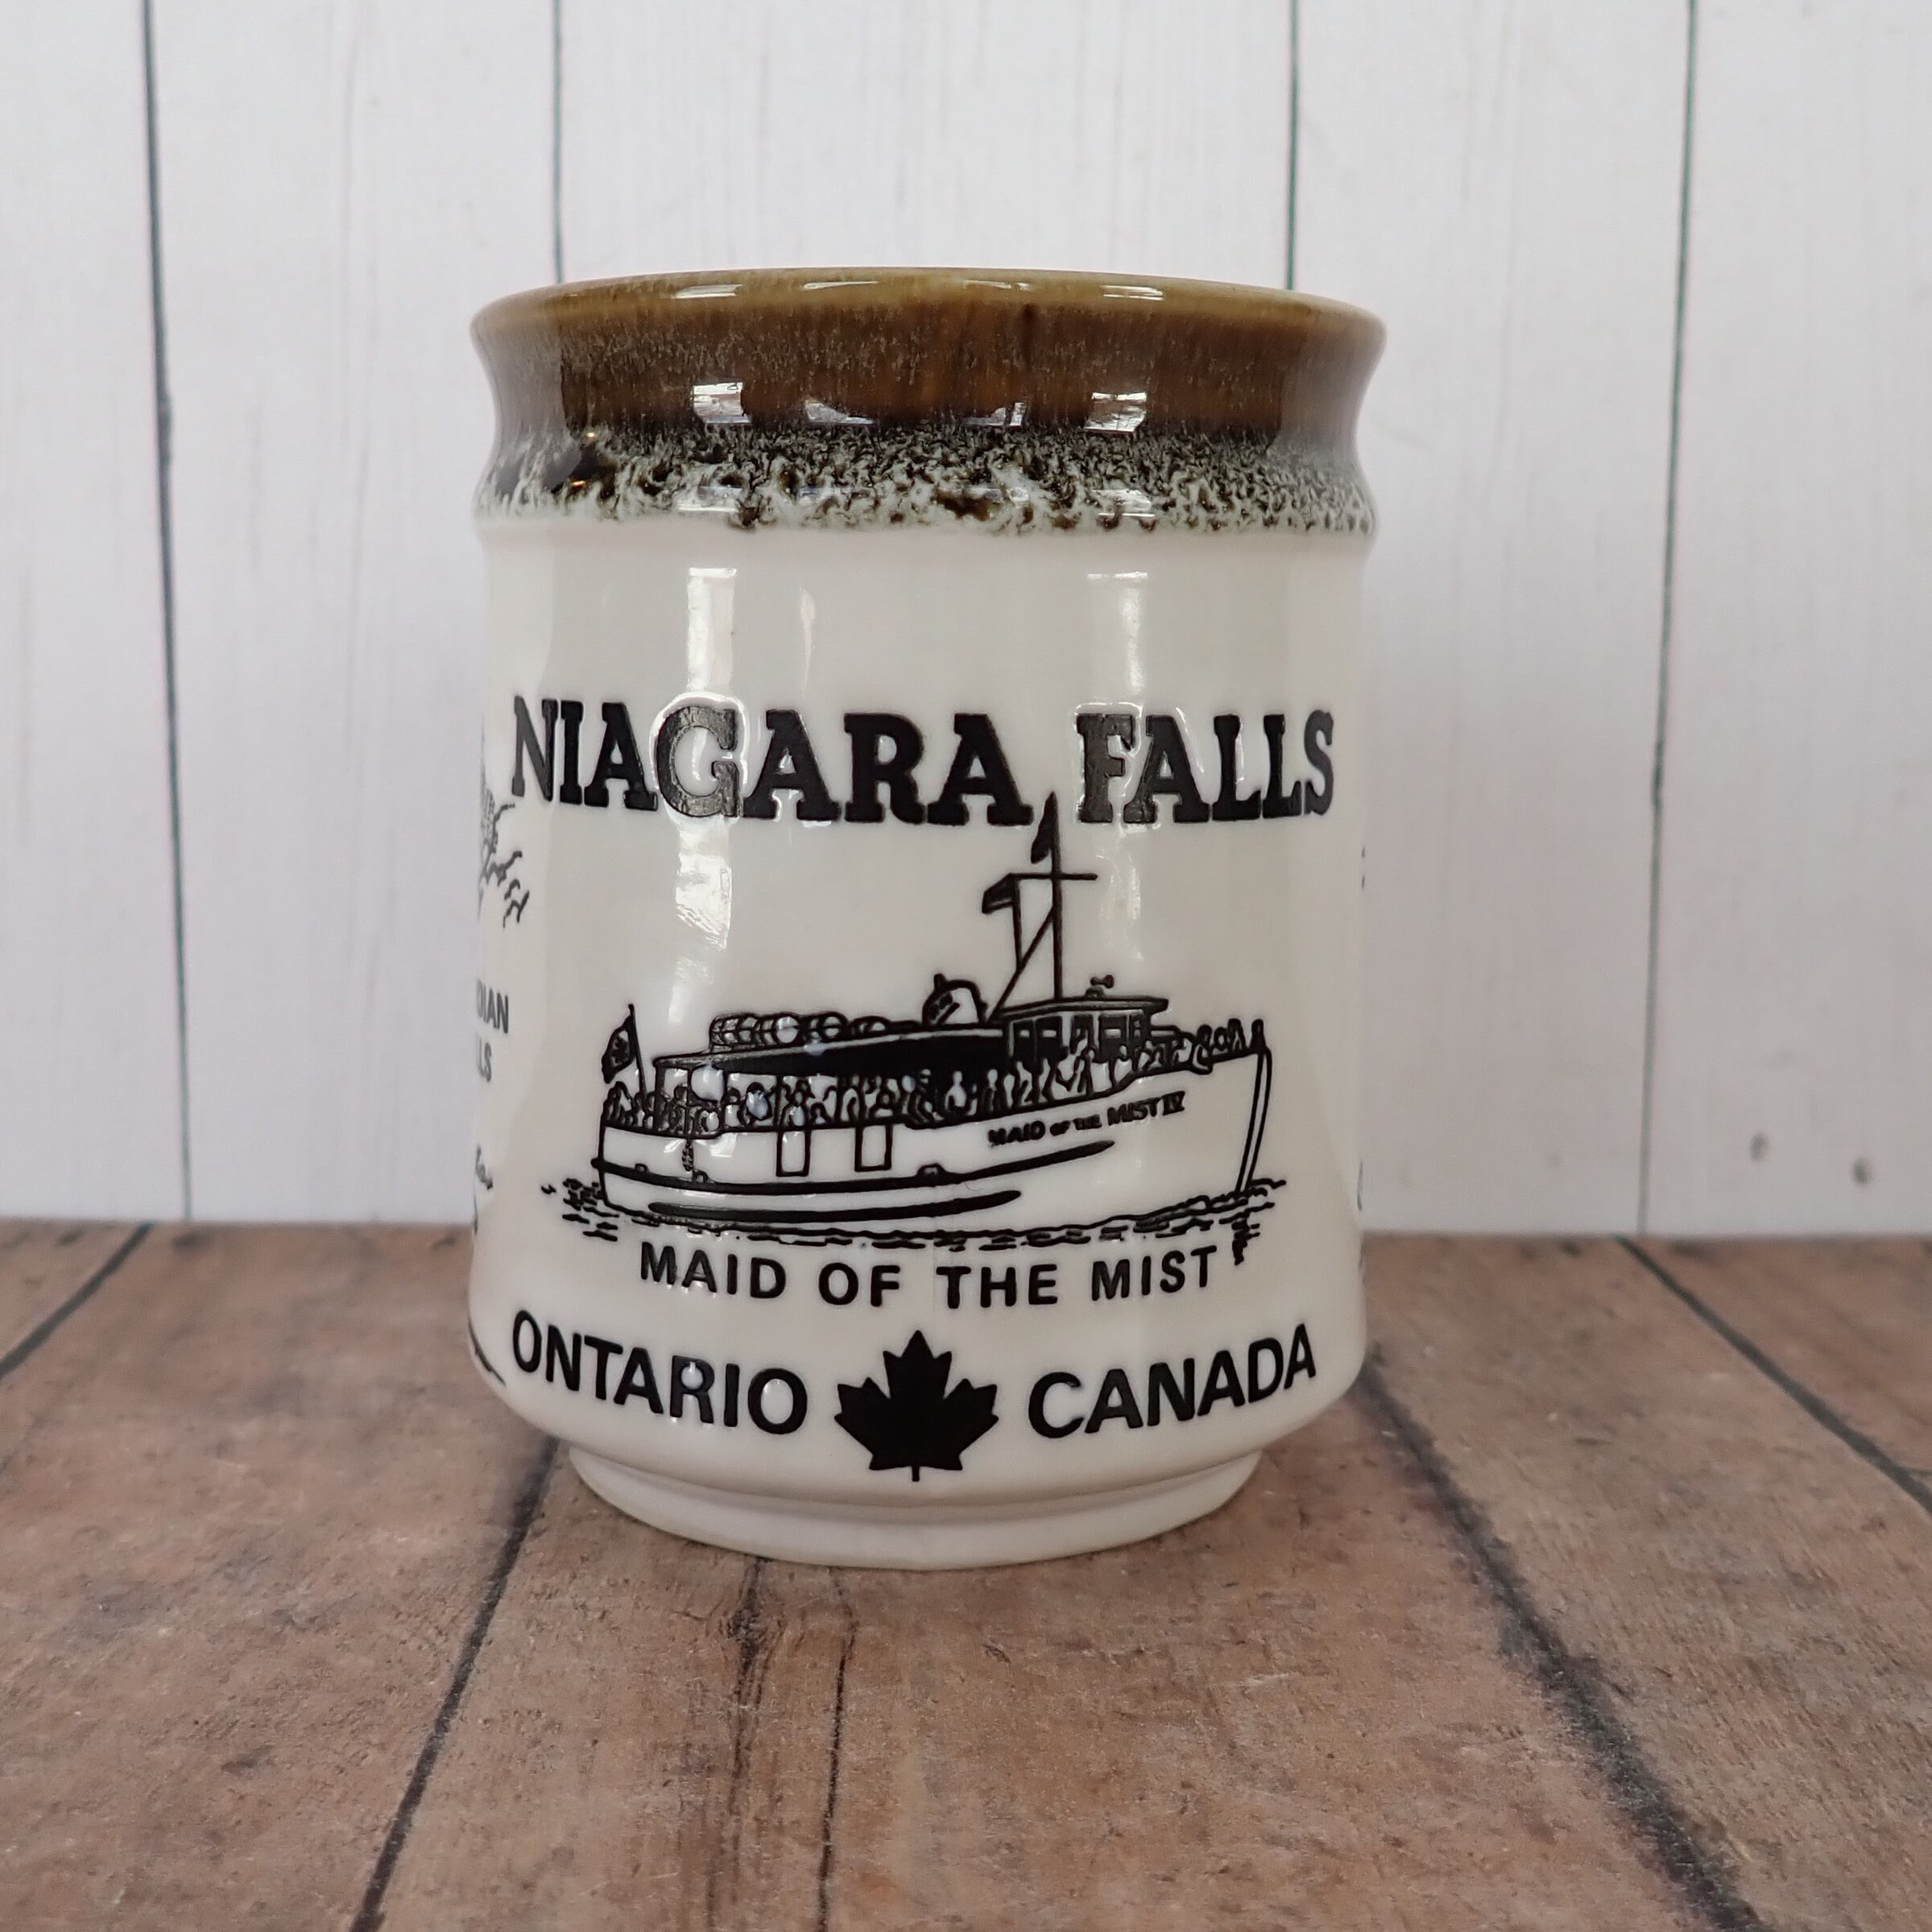 NIAGARA FALLS
MAID OF THE MIST IV
MAID OF THE MIST
ONTARIO CANADA